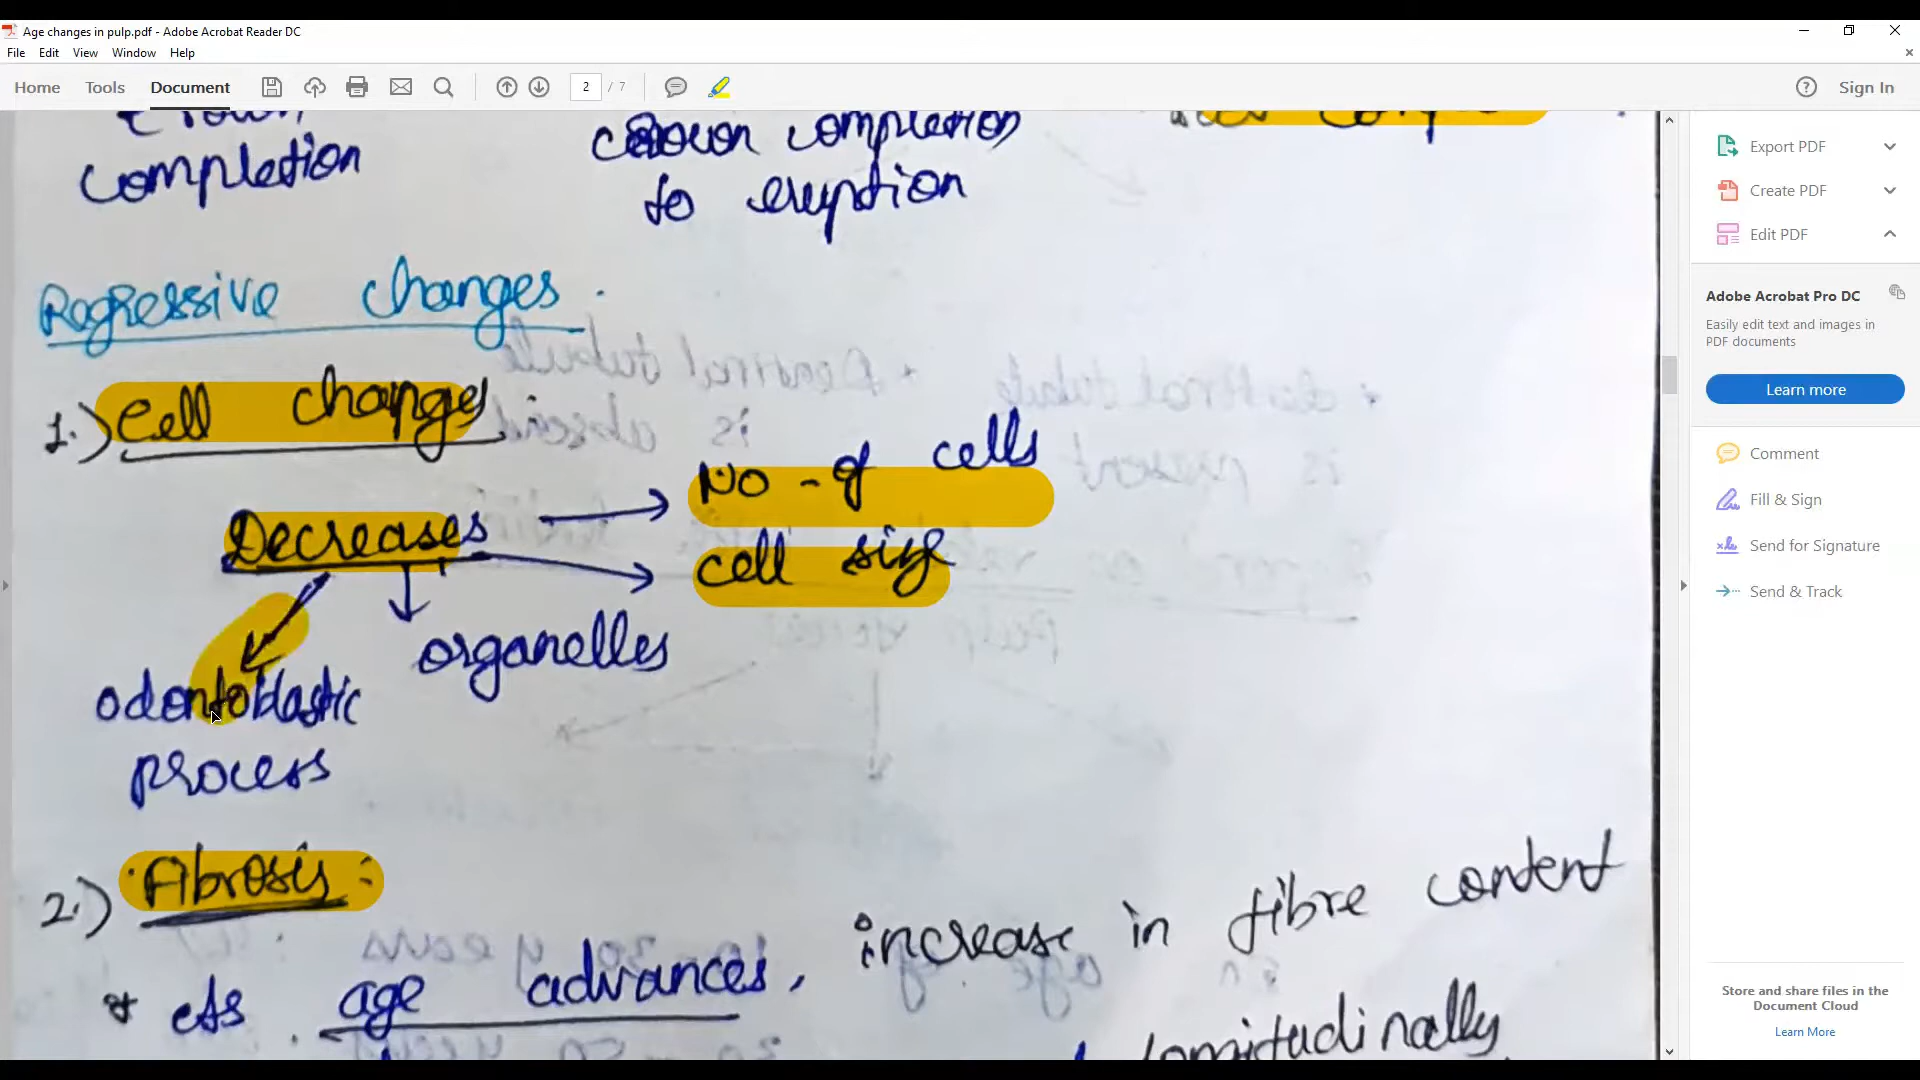 Age changes in pulp.pdf - Adobe Acrobat Reader DC
File Edit View Window Help
Home Tools Document 2 / 7 Sign In
crown completion
completion to eruption
Regressive changes.
1.) Cell changes
Decreases → No - of cells
cell size
organelles
odontoblastic
process
2.) Fibrosis :-
* As age advances, increase in fibre content
longitudinally
Export PDF
Create PDF
Edit PDF
Adobe Acrobat Pro DC
Easily edit text and images in
PDF documents
Learn more
Comment
Fill & Sign
Send for Signature
Send & Track
Store and share files in the
Document Cloud
Learn More